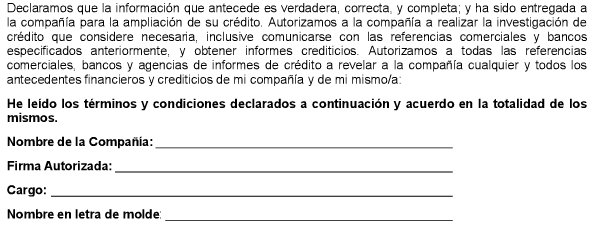 Declaramos que la información que antecede es verdadera, correcta, y completa; y ha sido entregada a
la compañía para la ampliación de su crédito. Autorizamos a la compañía a realizar la investigación de
crédito que considere necesaria, inclusive comunicarse con las referencias comerciales y bancos
especificados anteriormente, y obtener informes crediticios. Autorizamos a todas las referencias
comerciales, bancos y agencias de informes de crédito a revelar a la compañía cualquier y todos los
antecedentes financieros y crediticios de mi compañía y de mi mismo/a:
He leído los términos y condiciones declarados a continuación y acuerdo en la totalidad de los
mismos.
Nombre de la Compañia:
Firma Autorizada:
Cargo:
Nombre en letra de molde: